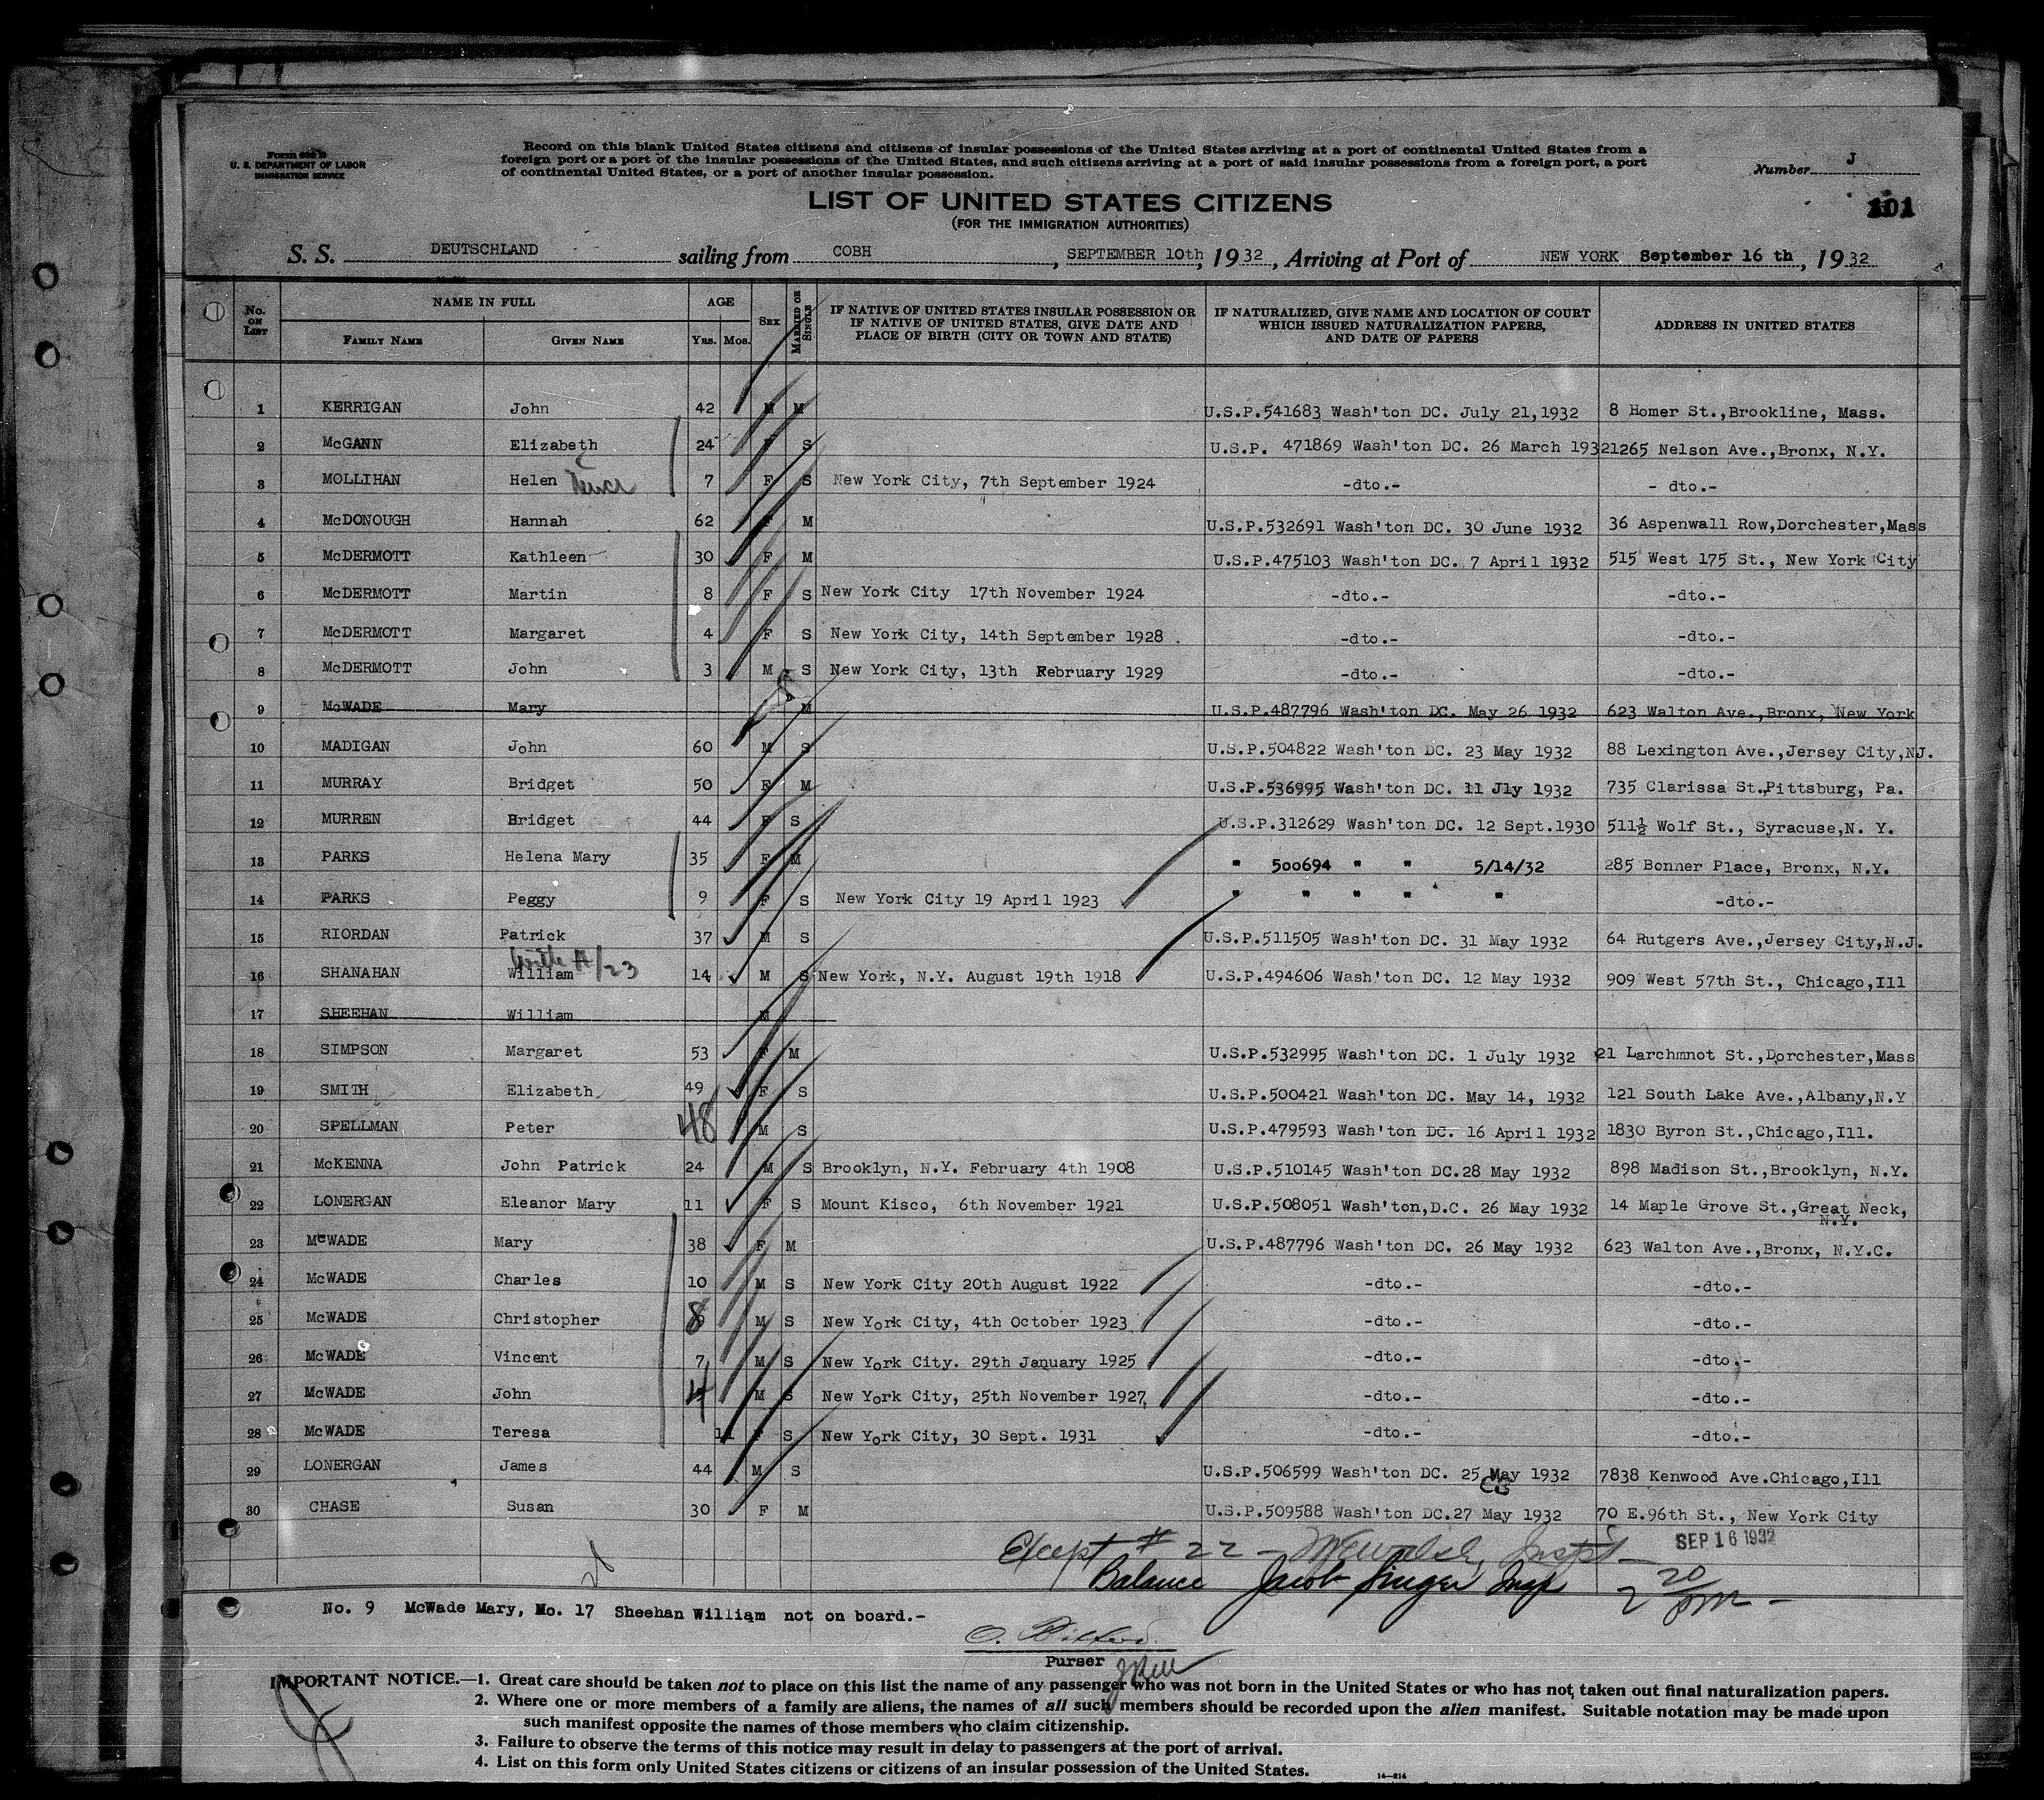 Form 630 B
U. S. DEPARTMENT OF LABOR
IMMIGRATION SERVICE
Record on this blank United States citizens and citizens of insular possessions of the United States arriving at a port of continental United States from a
foreign port or a port of the insular possessions of the United States, and such citizens arriving at a port of said insular possessions from a foreign port, a port
of continental United States, or a port of another insular possession.
Number J
101
LIST OF UNITED STATES CITIZENS
(FOR THE IMMIGRATION AUTHORITIES)
S. S. DEUTSCHLAND sailing from COBH, SEPTEMBER 10th, 1932, Arriving at Port of NEW YORK September 16 th, 1932
No. ON LIST NAME IN FULL FAMILY NAME GIVEN NAME AGE YRS. MOS. SEX MARRIED OR SINGLE IF NATIVE OF UNITED STATES INSULAR POSSESSION OR IF NATIVE OF UNITED STATES, GIVE DATE AND PLACE OF BIRTH (CITY OR TOWN AND STATE) IF NATURALIZED, GIVE NAME AND LOCATION OF COURT WHICH ISSUED NATURALIZATION PAPERS, AND DATE OF PAPERS ADDRESS IN UNITED STATES
1 KERRIGAN John 42 M M U.S.P.541683 Wash'ton DC. July 21,1932 8 Homer St.,Brookline, Mass.
2 McGANN Elizabeth 24 F S U.S.P. 471869 Wash'ton DC. 26 March 1932 1265 Nelson Ave.,Bronx, N.Y.
3 MOLLIHAN Helen 7 F S New York City, 7th September 1924 -dto.- - dto.-
4 McDONOUGH Hannah 62 F M U.S.P.532691 Wash'ton DC. 30 June 1932 36 Aspenwall Row,Dorchester,Mass
5 McDERMOTT Kathleen 30 F M U.S.P.475103 Wash'ton DC. 7 April 1932 515 West 175 St., New York City
6 McDERMOTT Martin 8 F S New York City 17th November 1924 -dto.- -dto.-
7 McDERMOTT Margaret 4 F S New York City, 14th September 1928 -dto.- -dto.-
8 McDERMOTT John 3 M S New York City, 13th February 1929 -dto.- -dto.-
9 McWADE Mary M U.S.P.487796 Wash'ton DC. May 26 1932 623 Walton Ave.,Bronx, New York
10 MADIGAN John 60 M S U.S.P.504822 Wash'ton DC. 23 May 1932 88 Lexington Ave.,Jersey City,NJ.
11 MURRAY Bridget 50 F M U.S.P.536995 Wash'ton DC. 11 Jly 1932 735 Clarissa St.,Pittsburg, Pa.
12 MURREN Bridget 44 F S U.S.P.312629 Wash'ton DC. 12 Sept.1930 511½ Wolf St., Syracuse,N. Y.
13 PARKS Helena Mary 35 F M " 500694 " " 5/14/32 285 Bonner Place, Bronx, N.Y.
14 PARKS Peggy 9 F S New York City 19 April 1923 " " " " " -dto.-
15 RIORDAN Patrick 37 M S U.S.P.511505 Wash'ton DC. 31 May 1932 64 Rutgers Ave.,Jersey City,N.J.
With A/23
16 SHANAHAN William 14 M S New York, N.Y. August 19th 1918 U.S.P.494606 Wash'ton DC. 12 May 1932 909 West 57th St., Chicago,Ill
17 SHEEHAN William M
18 SIMPSON Margaret 53 F M U.S.P.532995 Wash'ton DC. 1 July 1932 21 Larchmnot St.,Dorchester,Mass
19 SMITH Elizabeth 49 F S U.S.P.500421 Wash'ton DC. May 14, 1932 121 South Lake Ave.,Albany,N.Y
20 SPELLMAN Peter 48 M S U.S.P.479593 Wash'ton DC. 16 April 1932 1830 Byron St.,Chicago,Ill.
21 McKENNA John Patrick 24 M S Brooklyn, N.Y. February 4th 1908 U.S.P.510145 Wash'ton DC.28 May 1932 898 Madison St.,Brooklyn, N.Y.
22 LONERGAN Eleanor Mary 11 F S Mount Kisco, 6th November 1921 U.S.P.508051 Wash'ton,D.C. 26 May 1932 14 Maple Grove St.,Great Neck, N.Y.
23 McWADE Mary 38 F M U.S.P.487796 Wash'ton DC. 26 May 1932 623 Walton Ave.,Bronx, N.Y.C.
24 McWADE Charles 10 M S New York City 20th August 1922 -dto.- -dto.-
25 McWADE Christopher 8 M S New York City, 4th October 1923 -dto.- -dto.-
26 McWADE Vincent 7 M S New York City. 29th January 1925 -dto.- -dto.-
27 McWADE John 4 M S New York City, 25th November 1927, -dto.- -dto.-
28 McWADE Teresa 11 F S New York City, 30 Sept. 1931 -dto.- -dto.-
29 LONERGAN James 44 M S U.S.P.506599 Wash'ton DC. 25 May 1932 7838 Kenwood Ave.Chicago,Ill
30 CHASE Susan 30 F M U.S.P.509588 Wash'ton DC.27 May 1932 70 E.96th St., New York City
Except # 22 - Inspt -
SEP 16 1932
Balance Jacob Singer Insp 2 20 PM -
No. 9 McWade Mary, No. 17 Sheehan William not on board.-
Purser
IMPORTANT NOTICE.—1. Great care should be taken not to place on this list the name of any passenger who was not born in the United States or who has not taken out final naturalization papers.
2. Where one or more members of a family are aliens, the names of all such members should be recorded upon the alien manifest. Suitable notation may be made upon
such manifest opposite the names of those members who claim citizenship.
3. Failure to observe the terms of this notice may result in delay to passengers at the port of arrival.
4. List on this form only United States citizens or citizens of an insular possession of the United States.
14—814